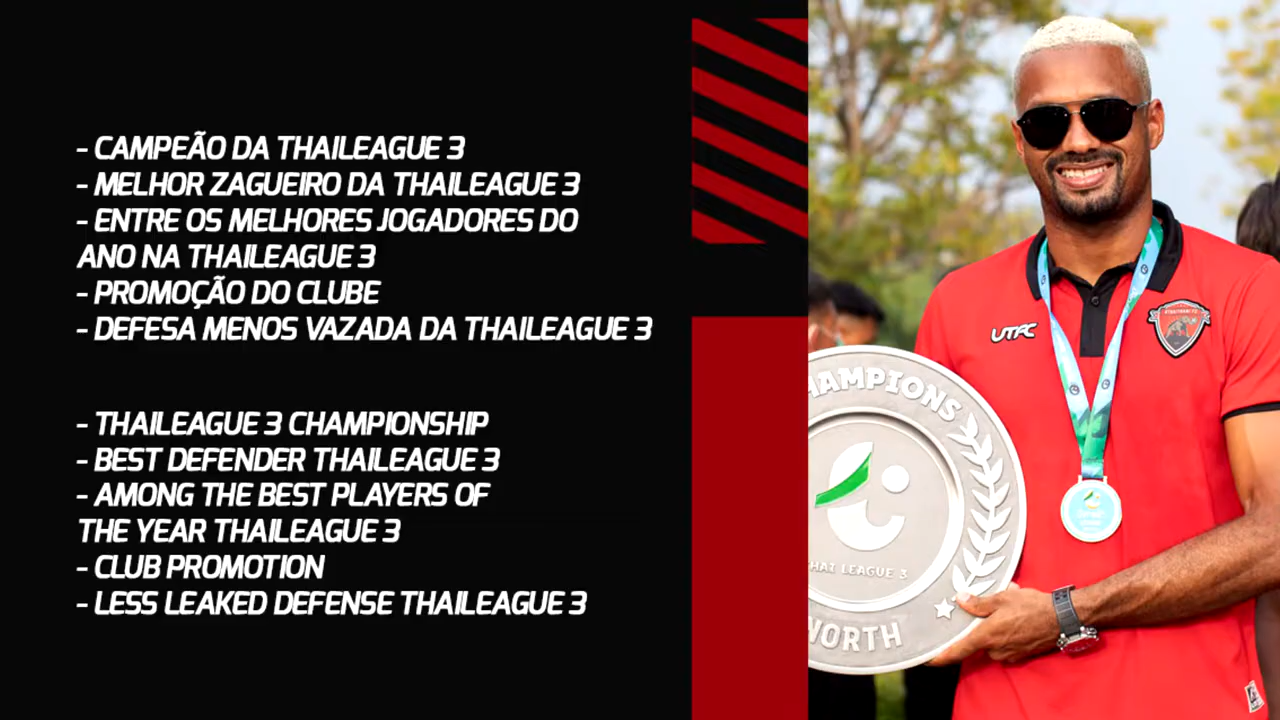 - CAMPEÃO DA THAILEAGUE 3
- MELHOR ZAGUEIRO DA THAILEAGUE 3
- ENTRE OS MELHORES JOGADORES DO
ANO NA THAILEAGUE 3
- PROMOÇÃO DO CLUBE
- DEFESA MENOS VAZADA DA THAILEAGUE 3
- THAILEAGUE 3 CHAMPIONSHIP
- BEST DEFENDER THAILEAGUE 3
- AMONG THE BEST PLAYERS OF
THE YEAR THAILEAGUE 3
- CLUB PROMOTION
- LESS LEAKED DEFENSE THAILEAGUE 3
UTFC
HAMPIONS
HAI LEAGUE 3
NORTH